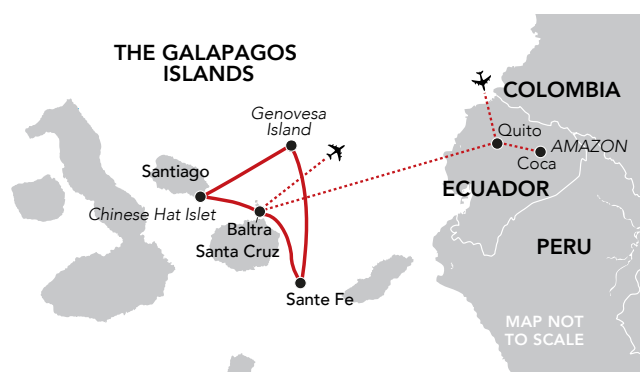 THE GALAPAGOS
ISLANDS
Genovesa
Island
Santiago
Chinese Hat Islet
Baltra
Santa Cruz
Sante Fe
COLOMBIA
Quito
AMAZON
Coca
ECUADOR
PERU
MAP NOT
TO SCALE